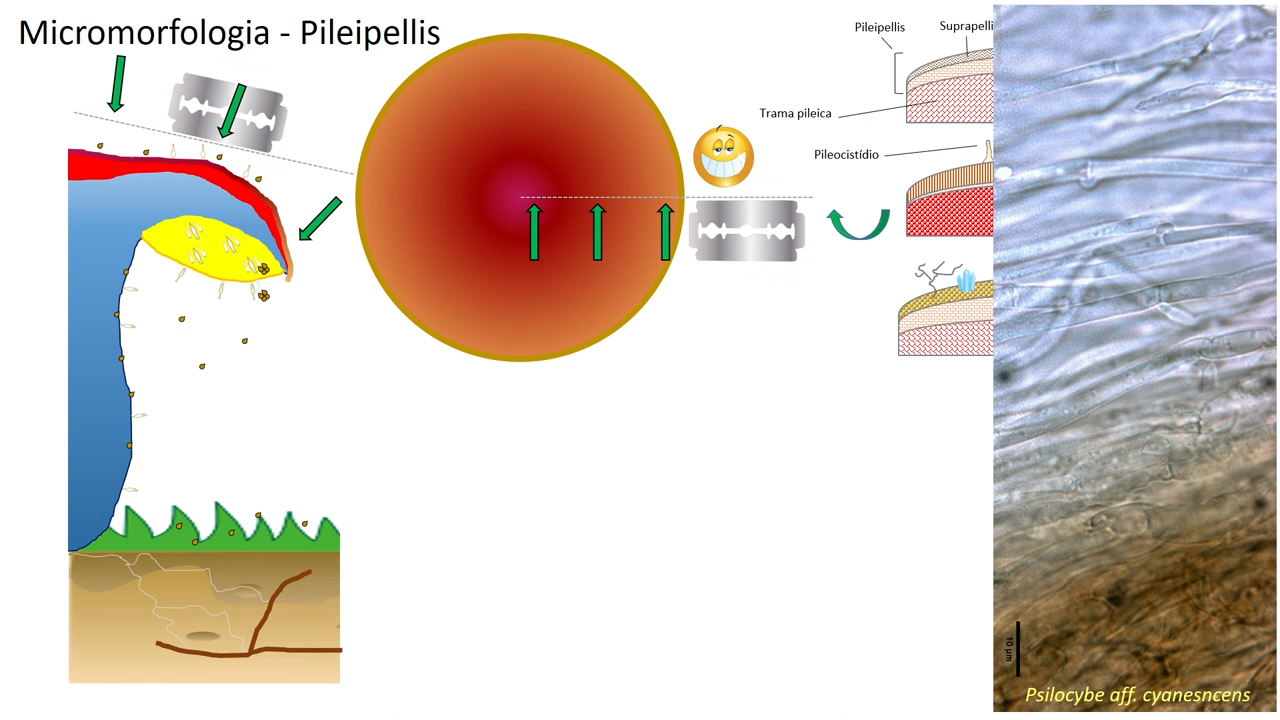 Micromorfologia - Pileipellis
Pileipellis
Suprapelli
Trama pileica
Pileocistídio
10 µm
Psilocybe aff. cyanesncens